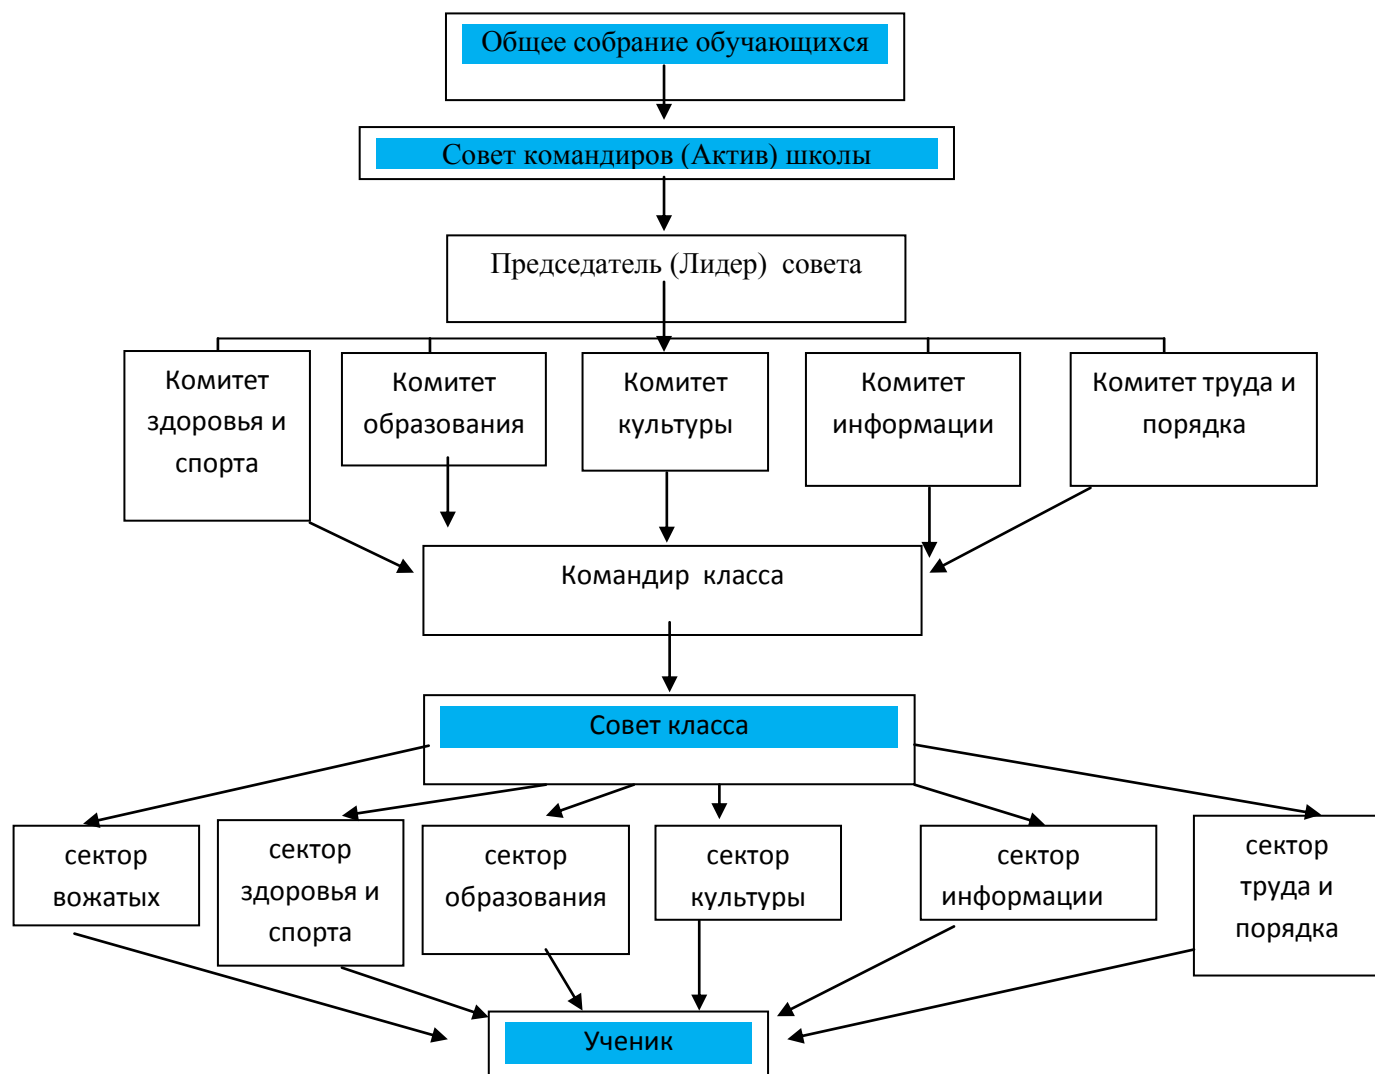 Общее собрание обучающихся
Совет командиров (Актив) школы
Председатель (Лидер) совета
Комитет
здоровья и
спорта
Комитет
образования
Комитет
культуры
Комитет
информации
Комитет труда и
порядка
Командир класса
Совет класса
сектор
вожатых
сектор
здоровья и
спорта
сектор
образования
сектор
культуры
сектор
информации
сектор
труда и
порядка
Ученик